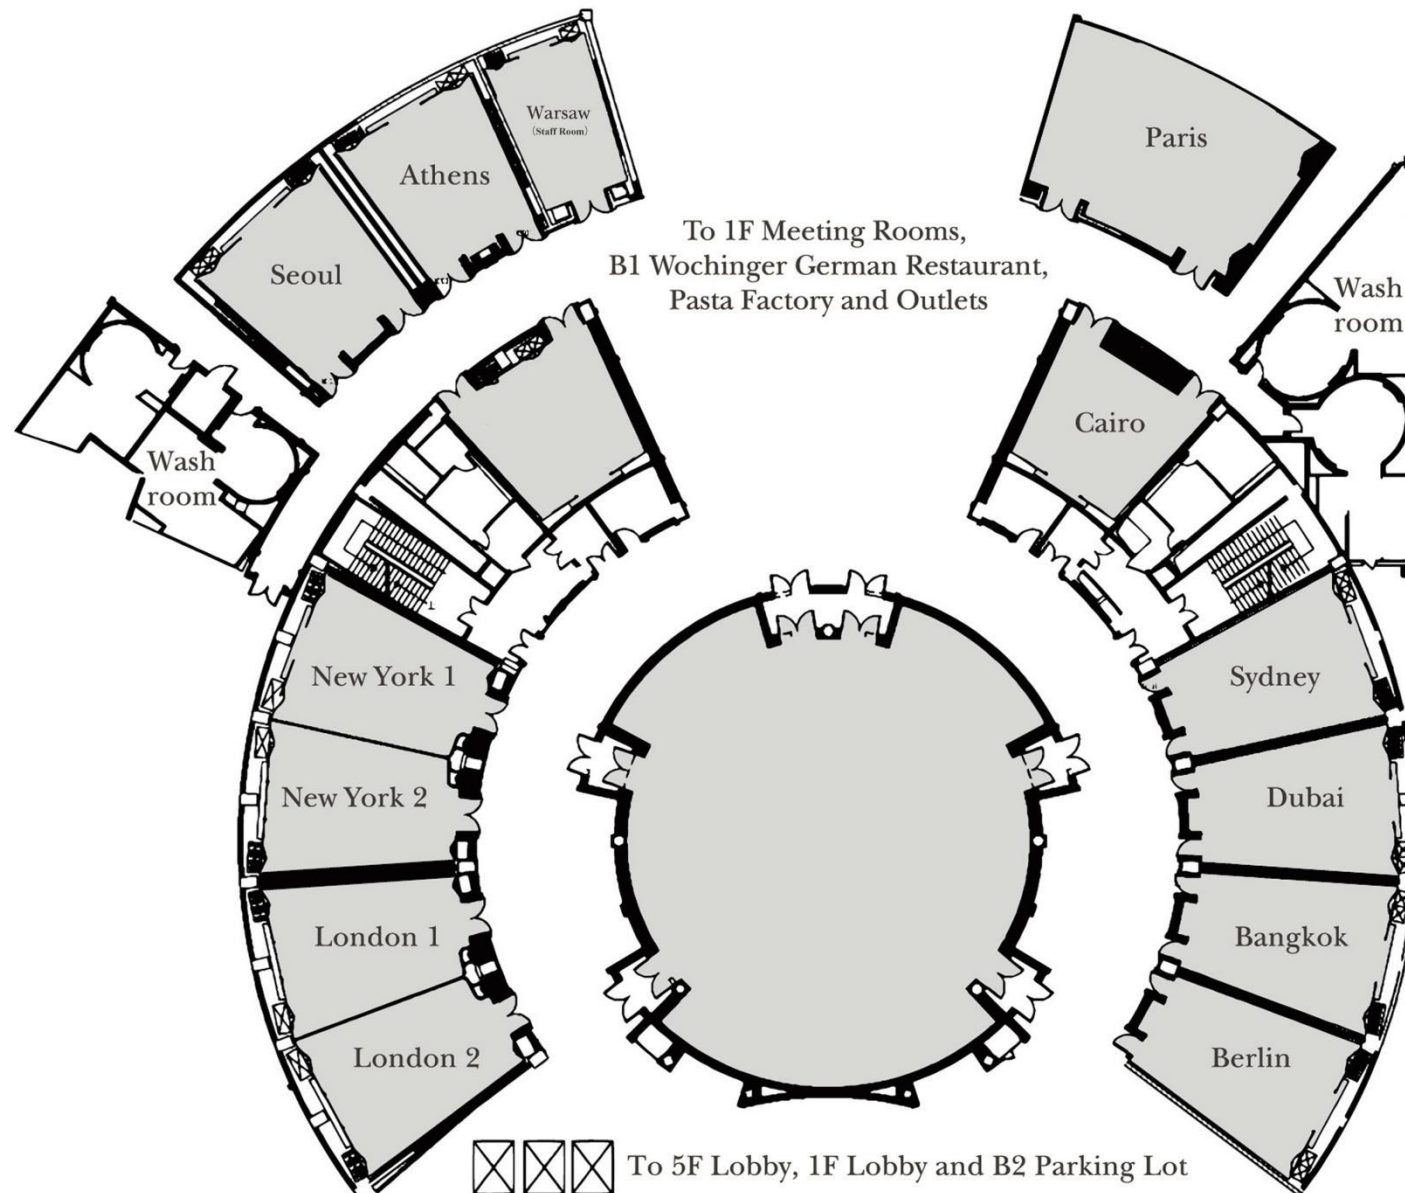 Warsaw
(Staff Room)
Athens
Seoul
Paris
To 1F Meeting Rooms,
B1 Wochinger German Restaurant,
Pasta Factory and Outlets
Wash
room
Cairo
Wash
room
New York 1
New York 2
London 1
London 2
Sydney
Dubai
Bangkok
Berlin
To 5F Lobby, 1F Lobby and B2 Parking Lot